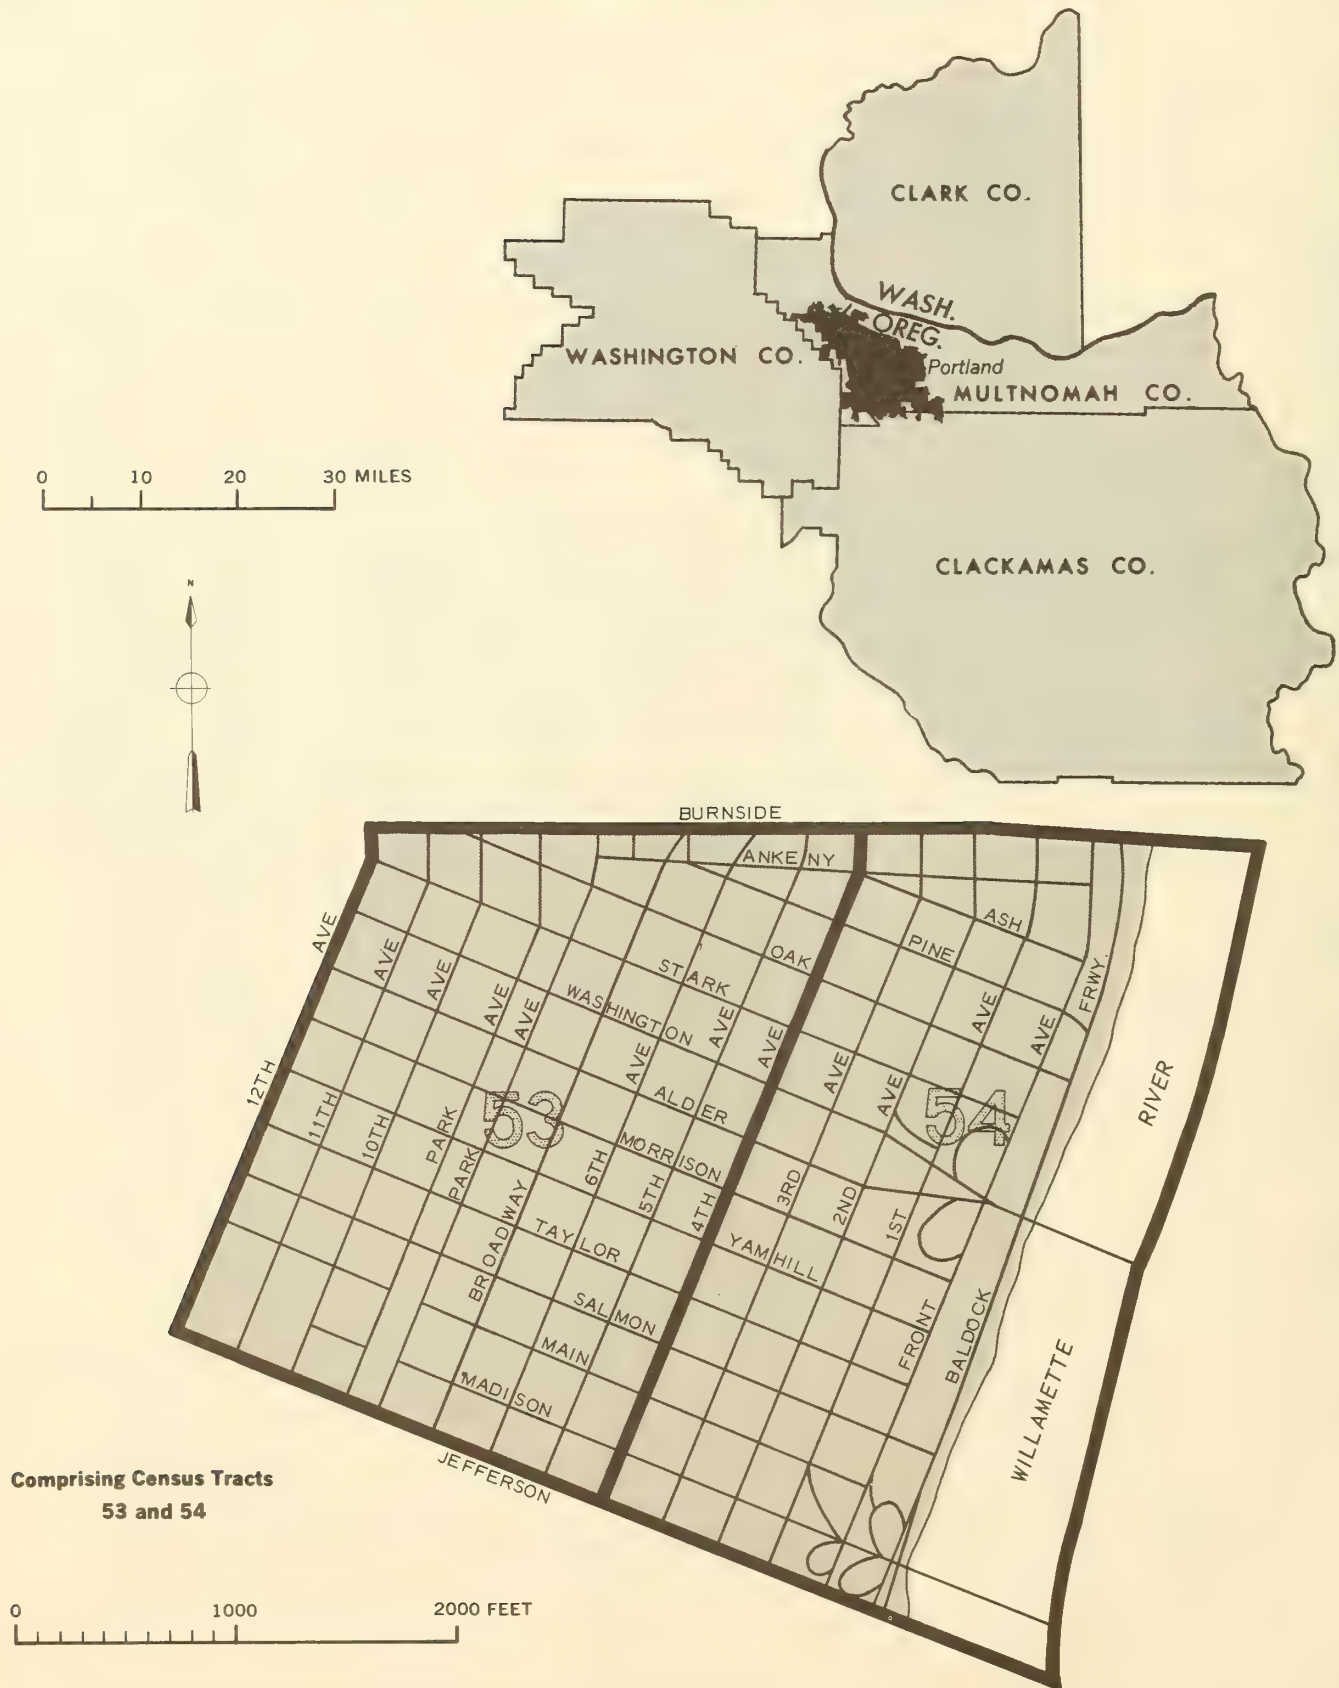 CLARK CO.
WASH.
OREG.
WASHINGTON CO.
Portland
MULTNOMAH CO.
0 10 20 30 MILES
CLACKAMAS CO.
N
BURNSIDE
ANKENY
ASH
PINE
OAK
STARK
WASHINGTON
ALDER
MORRISON
YAMHILL
TAYLOR
SALMON
MAIN
MADISON
JEFFERSON
12TH AVE
11TH AVE
10TH AVE
PARK AVE
PARK AVE
BROADWAY
6TH AVE
5TH AVE
4TH AVE
3RD AVE
2ND AVE
1ST AVE
FRONT AVE
BALDOCK FRWY.
WILLAMETTE RIVER
53
54
Comprising Census Tracts
53 and 54
0 1000 2000 FEET